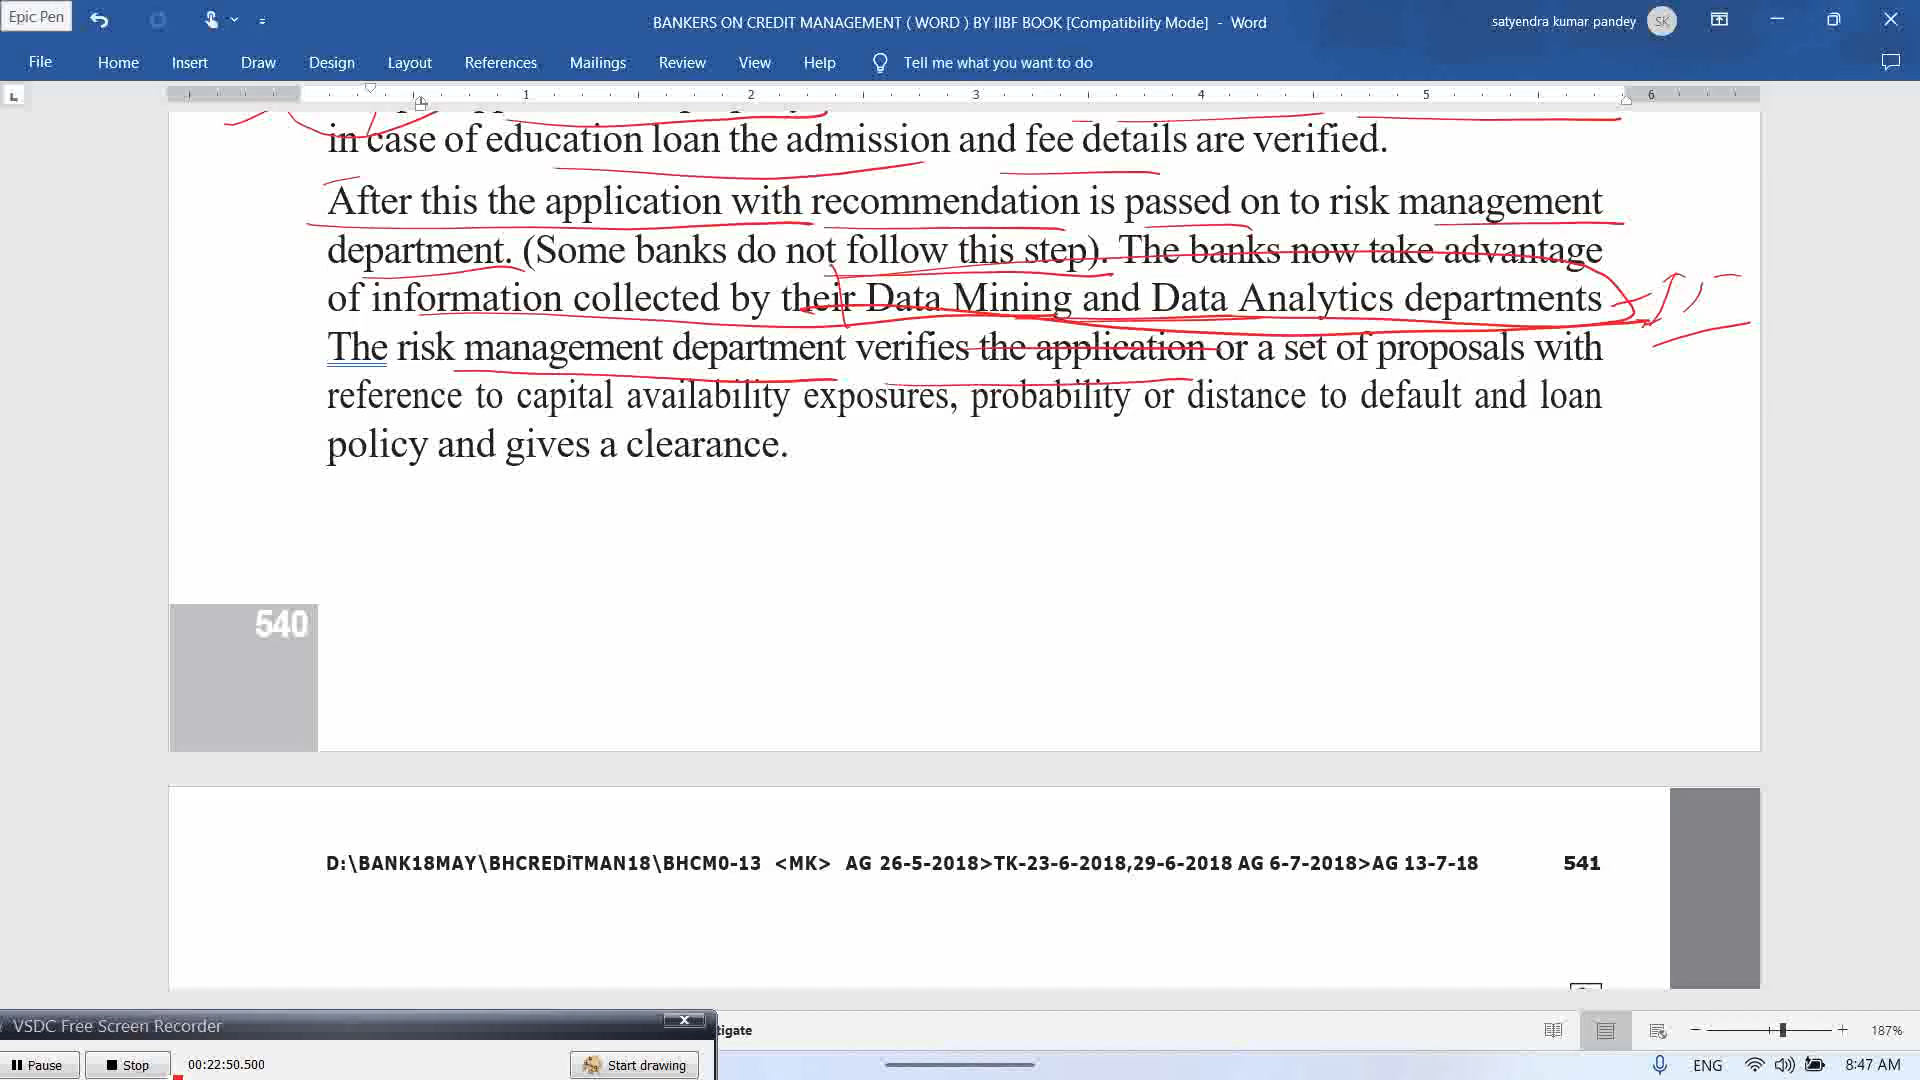 Epic Pen
BANKERS ON CREDIT MANAGEMENT ( WORD ) BY IIBF BOOK [Compatibility Mode] - Word
satyendra kumar pandey
SK
File Home Insert Draw Design Layout References Mailings Review View Help Tell me what you want to do
1 2 3 4 5 6
in case of education loan the admission and fee details are verified.
After this the application with recommendation is passed on to risk management
department. (Some banks do not follow this step). The banks now take advantage
of information collected by their Data Mining and Data Analytics departments
The risk management department verifies the application or a set of proposals with
reference to capital availability exposures, probability or distance to default and loan
policy and gives a clearance.
540
D:\BANK18MAY\BHCREDiTMAN18\BHCM0-13 <MK> AG 26-5-2018>TK-23-6-2018,29-6-2018 AG 6-7-2018>AG 13-7-18 541
VSDC Free Screen Recorder
tigate
187%
Pause Stop 00:22:50.500 Start drawing
ENG 8:47 AM